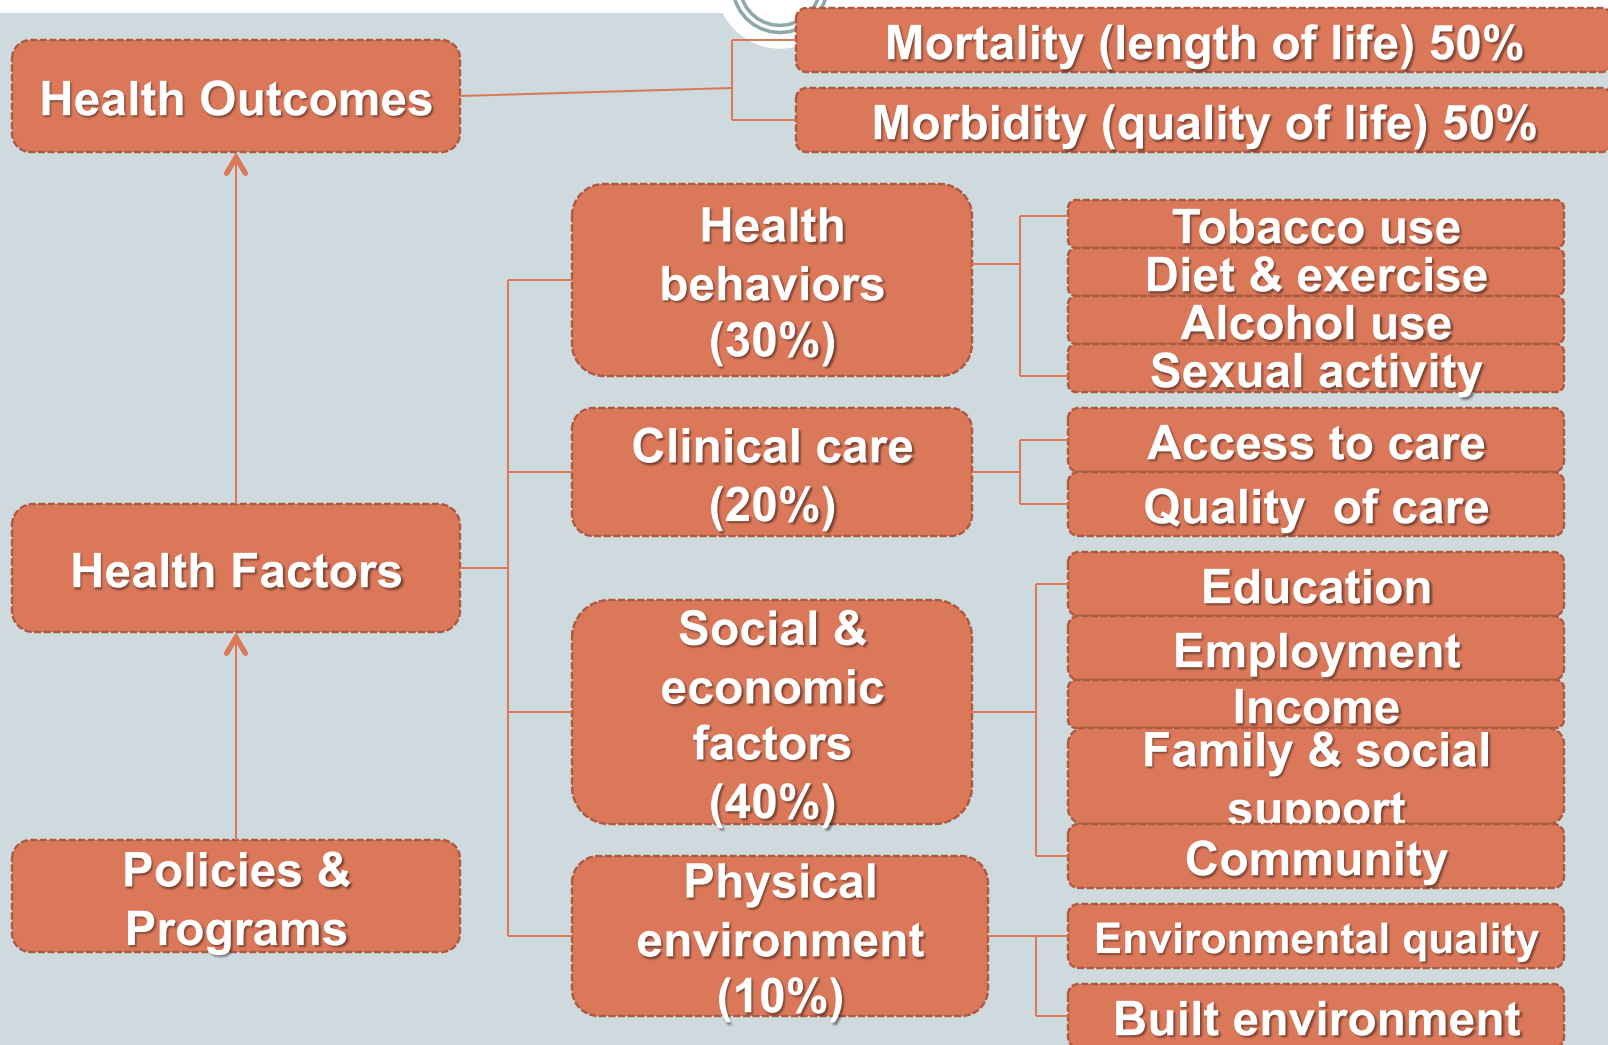 Mortality (length of life) 50%
Health Outcomes
Morbidity (quality of life) 50%
Health
behaviors
(30%)
Tobacco use
Diet & exercise
Alcohol use
Sexual activity
Clinical care
(20%)
Access to care
Quality of care
Health Factors
Social &
economic
factors
(40%)
Education
Employment
Income
Family & social
support
Community
Policies &
Programs
Physical
environment
(10%)
Environmental quality
Built environment